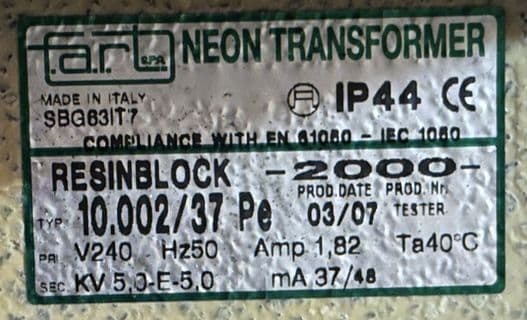 f.a.r.t. S.P.A. NEON TRANSFORMER
MADE IN ITALY
SBG63IT7
IP44 CE
COMPLIANCE WITH EN 61050 - IEC 1050
RESINBLOCK -2000-
PROD. DATE PROD. Nr.
TYP 10.002/37 Pe 03/07 TESTER
PRI V240 Hz50 Amp 1,82 Ta40°C
SEC KV 5,0-E-5,0 mA 37/48